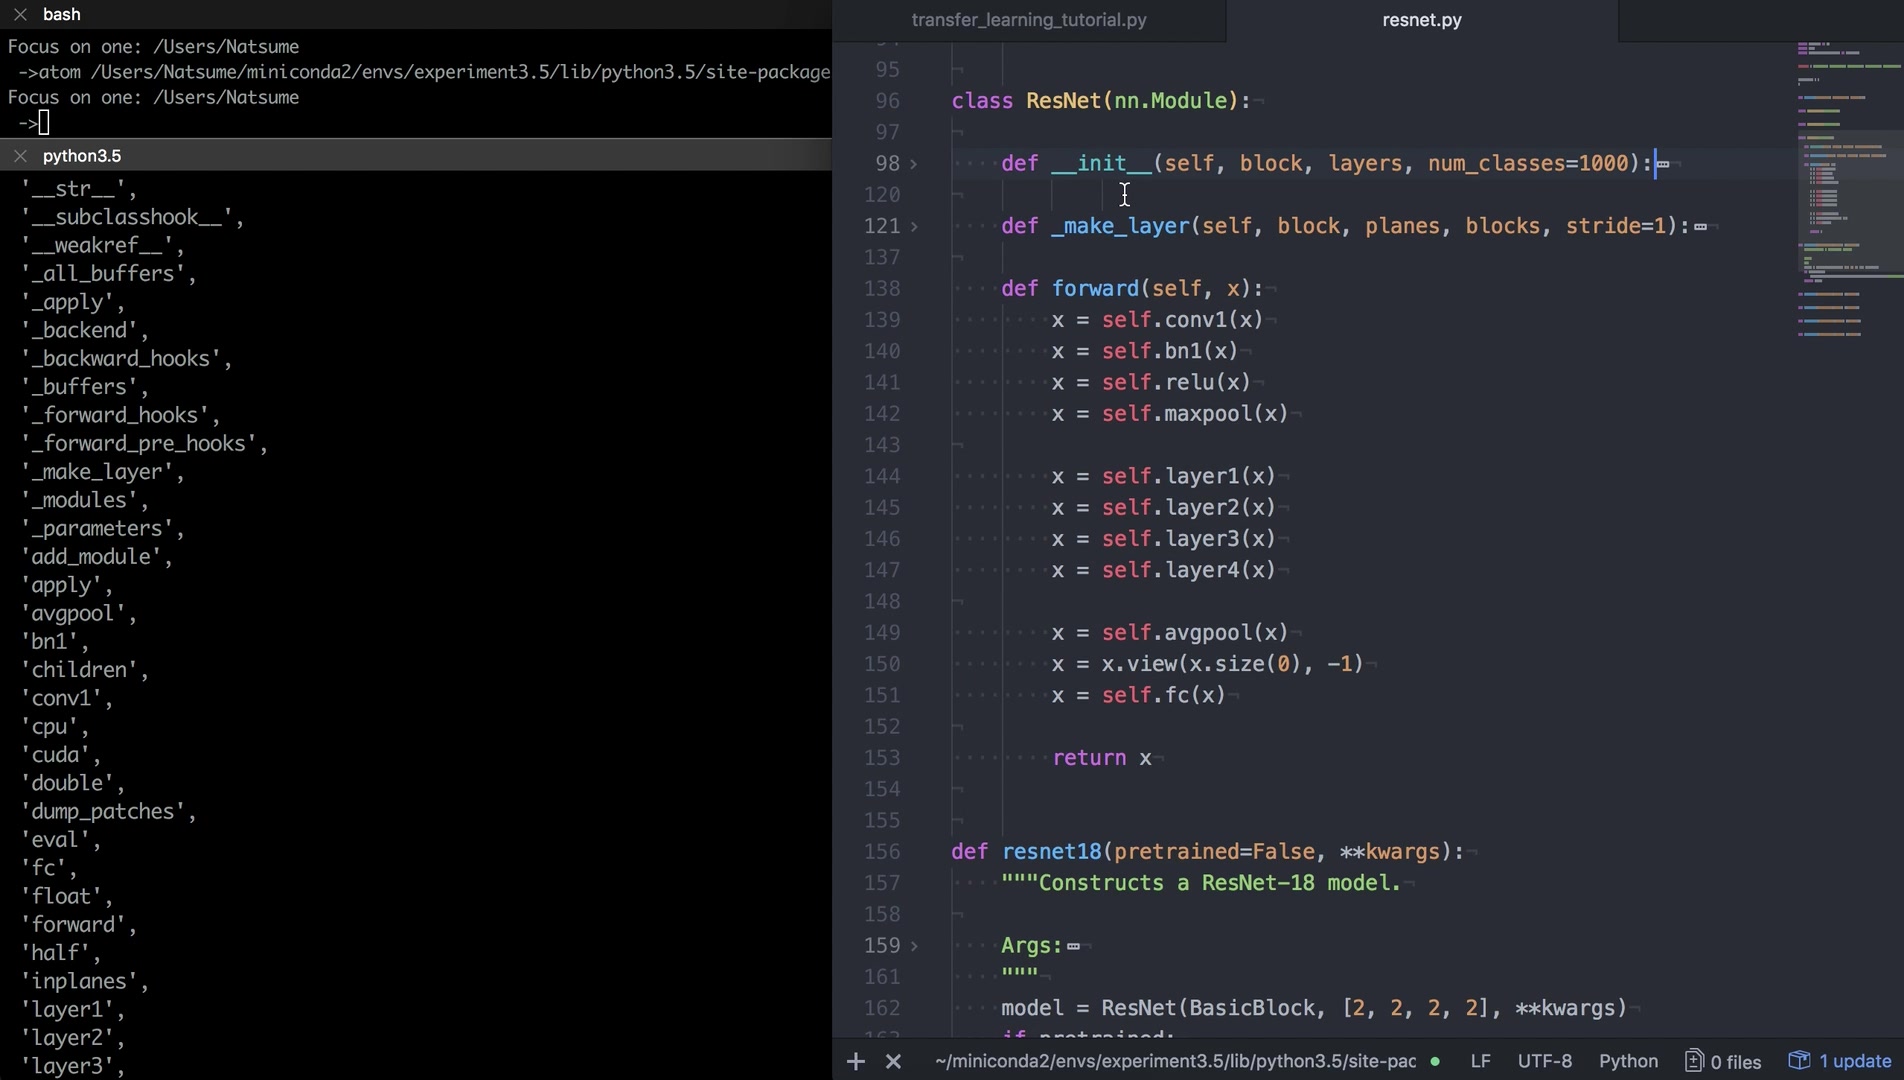 bash
Focus on one: /Users/Natsume
->atom /Users/Natsume/miniconda2/envs/experiment3.5/lib/python3.5/site-package
Focus on one: /Users/Natsume
->
python3.5
'__str__',
'__subclasshook__',
'__weakref__',
'_all_buffers',
'_apply',
'_backend',
'_backward_hooks',
'_buffers',
'_forward_hooks',
'_forward_pre_hooks',
'_make_layer',
'_modules',
'_parameters',
'add_module',
'apply',
'avgpool',
'bn1',
'children',
'conv1',
'cpu',
'cuda',
'double',
'dump_patches',
'eval',
'fc',
'float',
'forward',
'half',
'inplanes',
'layer1',
'layer2',
'layer3',
transfer_learning_tutorial.py
resnet.py
95
96 class ResNet(nn.Module):
97
98 def __init__(self, block, layers, num_classes=1000):
120
121 def _make_layer(self, block, planes, blocks, stride=1):
137
138 def forward(self, x):
139 x = self.conv1(x)
140 x = self.bn1(x)
141 x = self.relu(x)
142 x = self.maxpool(x)
143
144 x = self.layer1(x)
145 x = self.layer2(x)
146 x = self.layer3(x)
147 x = self.layer4(x)
148
149 x = self.avgpool(x)
150 x = x.view(x.size(0), -1)
151 x = self.fc(x)
152
153 return x
154
155
156 def resnet18(pretrained=False, **kwargs):
157 """Constructs a ResNet-18 model.
158
159 Args:
161 """
162 model = ResNet(BasicBlock, [2, 2, 2, 2], **kwargs)
if pretrained:
~/miniconda2/envs/experiment3.5/lib/python3.5/site-pac LF UTF-8 Python 0 files 1 update